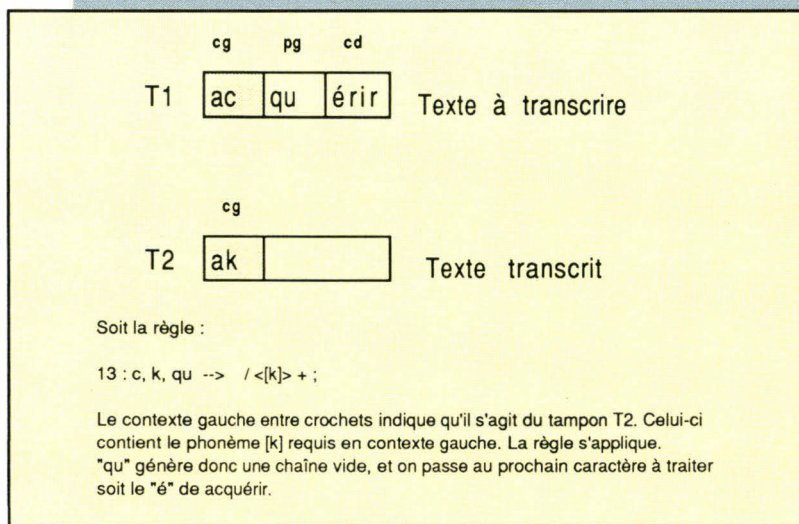 cg pg cd
T1 ac qu érir Texte à transcrire
cg
T2 ak Texte transcrit
Soit la règle :
13 : c, k, qu --> / <[k]> + ;
Le contexte gauche entre crochets indique qu'il s'agit du tampon T2. Celui-ci
contient le phonème [k] requis en contexte gauche. La règle s'applique.
"qu" génère donc une chaîne vide, et on passe au prochain caractère à traiter
soit le "é" de acquérir.